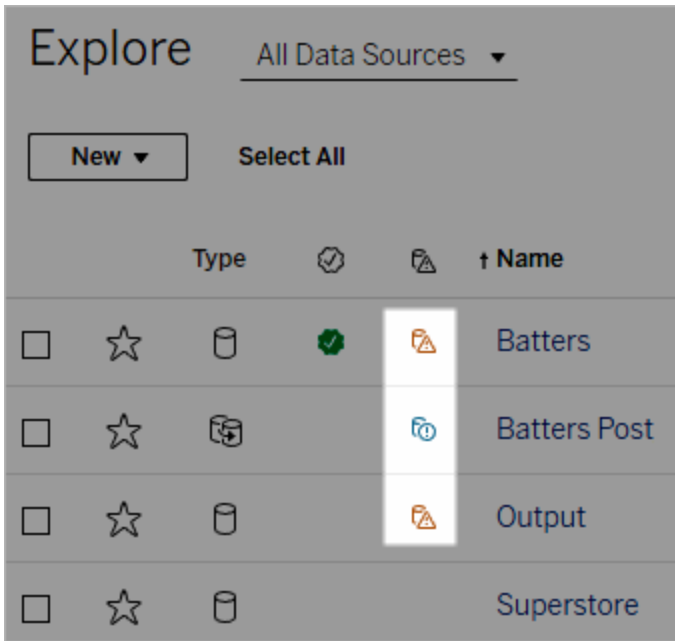 Explore All Data Sources
New Select All
Type Name
Batters
Batters Post
Output
Superstore